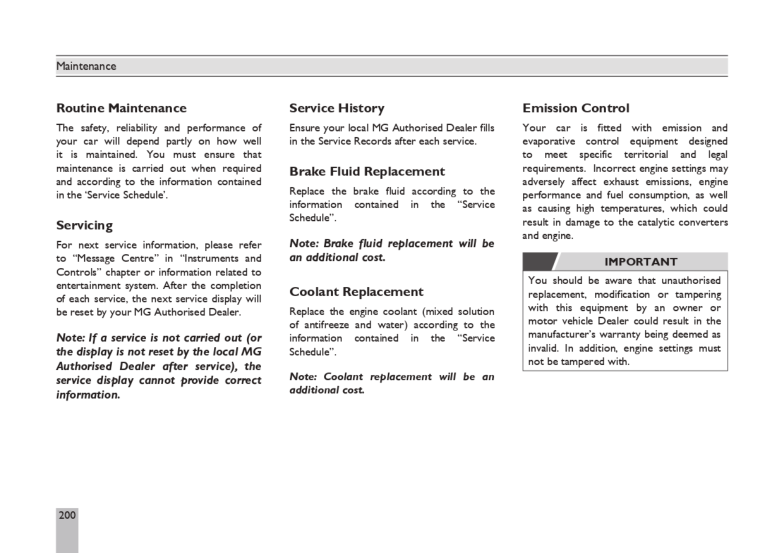 Maintenance
Routine Maintenance
The safety, reliability and performance of
your car will depend partly on how well
it is maintained. You must ensure that
maintenance is carried out when required
and according to the information contained
in the ‘Service Schedule’.
Servicing
For next service information, please refer
to “Message Centre” in “Instruments and
Controls” chapter or information related to
entertainment system. After the completion
of each service, the next service display will
be reset by your MG Authorised Dealer.
Note: If a service is not carried out (or
the display is not reset by the local MG
Authorised Dealer after service), the
service display cannot provide correct
information.
Service History
Ensure your local MG Authorised Dealer fills
in the Service Records after each service.
Brake Fluid Replacement
Replace the brake fluid according to the
information contained in the “Service
Schedule”.
Note: Brake fluid replacement will be
an additional cost.
Coolant Replacement
Replace the engine coolant (mixed solution
of antifreeze and water) according to the
information contained in the “Service
Schedule”.
Note: Coolant replacement will be an
additional cost.
Emission Control
Your car is fitted with emission and
evaporative control equipment designed
to meet specific territorial and legal
requirements. Incorrect engine settings may
adversely affect exhaust emissions, engine
performance and fuel consumption, as well
as causing high temperatures, which could
result in damage to the catalytic converters
and engine.
IMPORTANT
You should be aware that unauthorised
replacement, modification or tampering
with this equipment by an owner or
motor vehicle Dealer could result in the
manufacturer’s warranty being deemed as
invalid. In addition, engine settings must
not be tampered with.
200